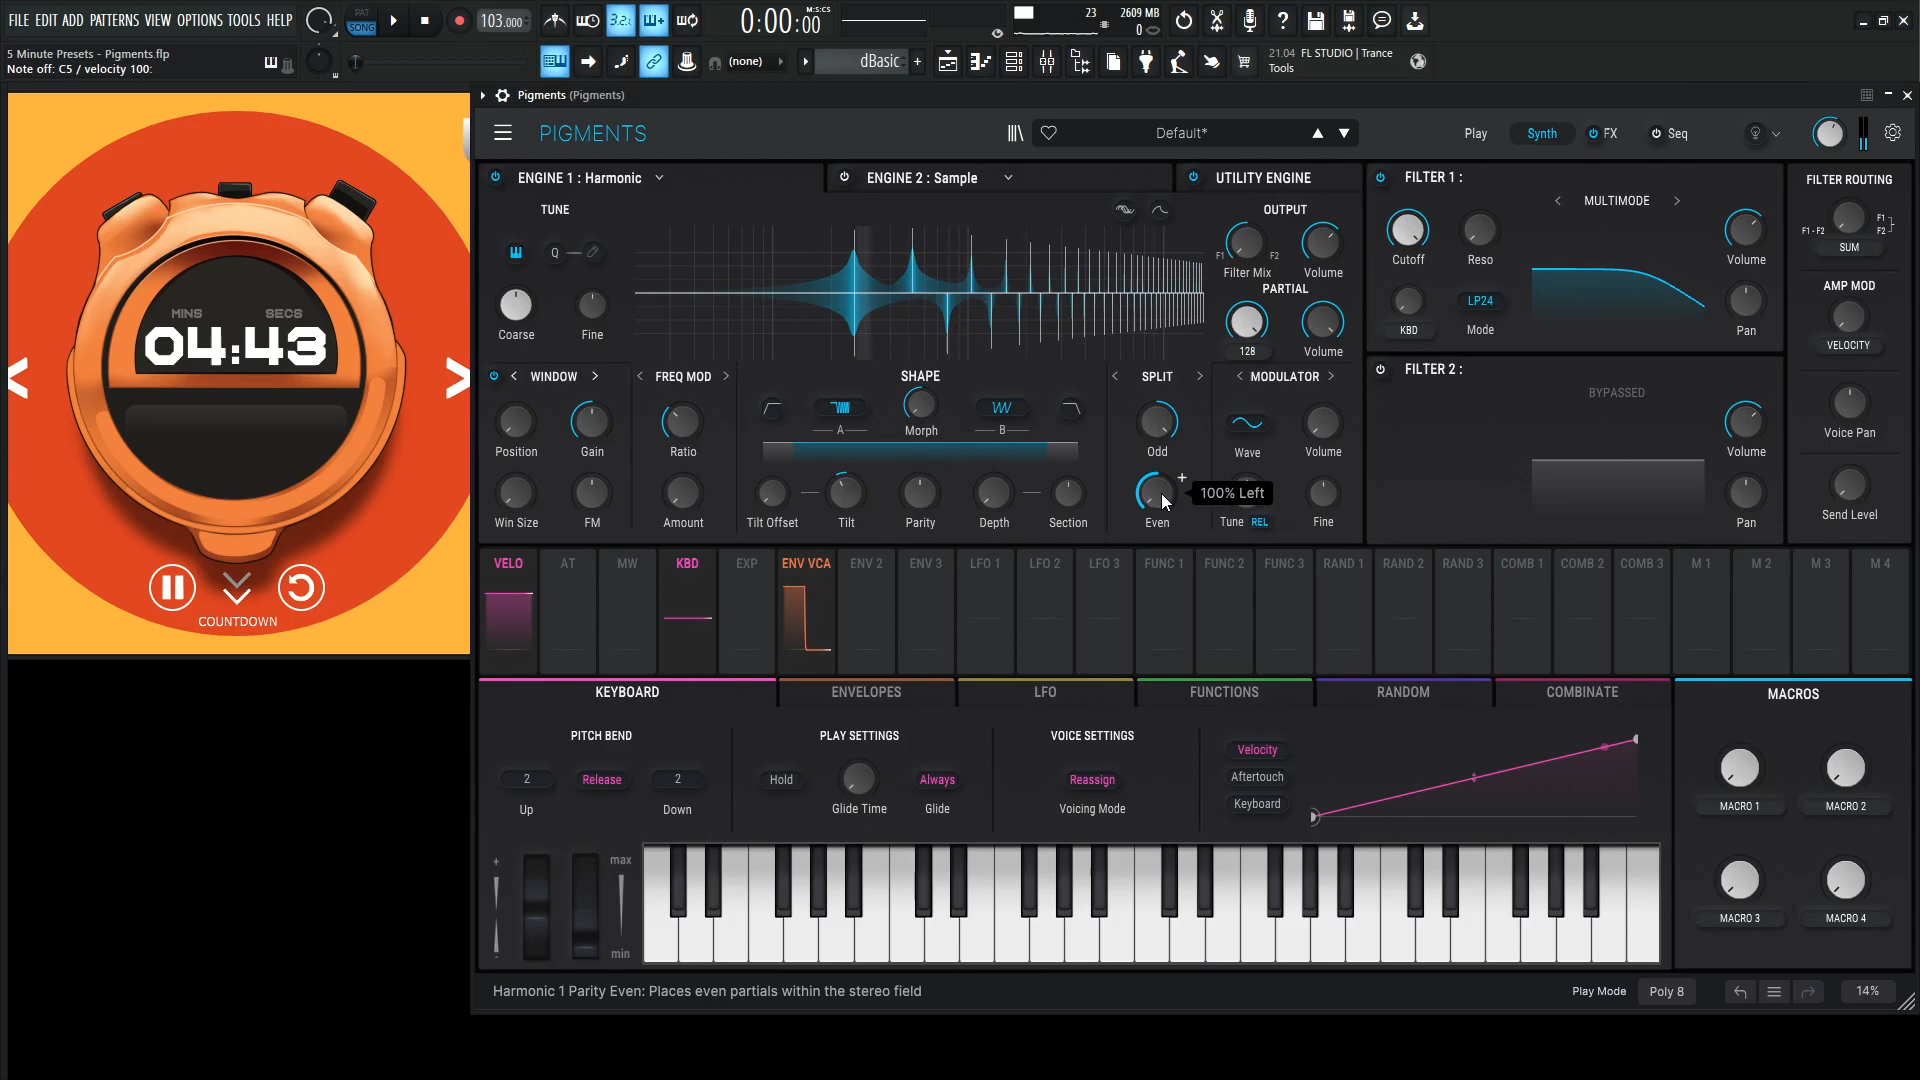 FILE EDIT ADD PATTERNS VIEW OPTIONS TOOLS HELP
PAT
SONG
103.000
3.2.
0:00:00
M:S:CS
23
2609 MB
0
5 Minute Presets - Pigments.flp
Note off: C5 / velocity 100:
(none)
dBasic
21.04 FL STUDIO | Trance
Tools
Pigments (Pigments)
PIGMENTS
Default*
Play
Synth
FX
Seq
MINS
SECS
04:43
COUNTDOWN
ENGINE 1 : Harmonic
ENGINE 2 : Sample
UTILITY ENGINE
TUNE
Q
Coarse
Fine
OUTPUT
F1
F2
Filter Mix
Volume
PARTIAL
128
Volume
WINDOW
Position
Gain
Win Size
FM
FREQ MOD
Ratio
Amount
SHAPE
A
Morph
B
Tilt Offset
Tilt
Parity
Depth
Section
SPLIT
Odd
Even
100% Left
MODULATOR
Wave
Volume
Tune REL
Fine
FILTER 1 :
MULTIMODE
Cutoff
Reso
KBD
LP24
Mode
Volume
Pan
FILTER 2 :
BYPASSED
Volume
Pan
FILTER ROUTING
F1 - F2
F1
F2
SUM
AMP MOD
VELOCITY
Voice Pan
Send Level
VELO
AT
MW
KBD
EXP
ENV VCA
ENV 2
ENV 3
LFO 1
LFO 2
LFO 3
FUNC 1
FUNC 2
FUNC 3
RAND 1
RAND 2
RAND 3
COMB 1
COMB 2
COMB 3
M 1
M 2
M 3
M 4
KEYBOARD
ENVELOPES
LFO
FUNCTIONS
RANDOM
COMBINATE
MACROS
PITCH BEND
2
Release
2
Up
Down
PLAY SETTINGS
Hold
Glide Time
Always
Glide
VOICE SETTINGS
Reassign
Voicing Mode
Velocity
Aftertouch
Keyboard
MACRO 1
MACRO 2
MACRO 3
MACRO 4
+
-
max
min
Harmonic 1 Parity Even: Places even partials within the stereo field
Play Mode
Poly 8
14%